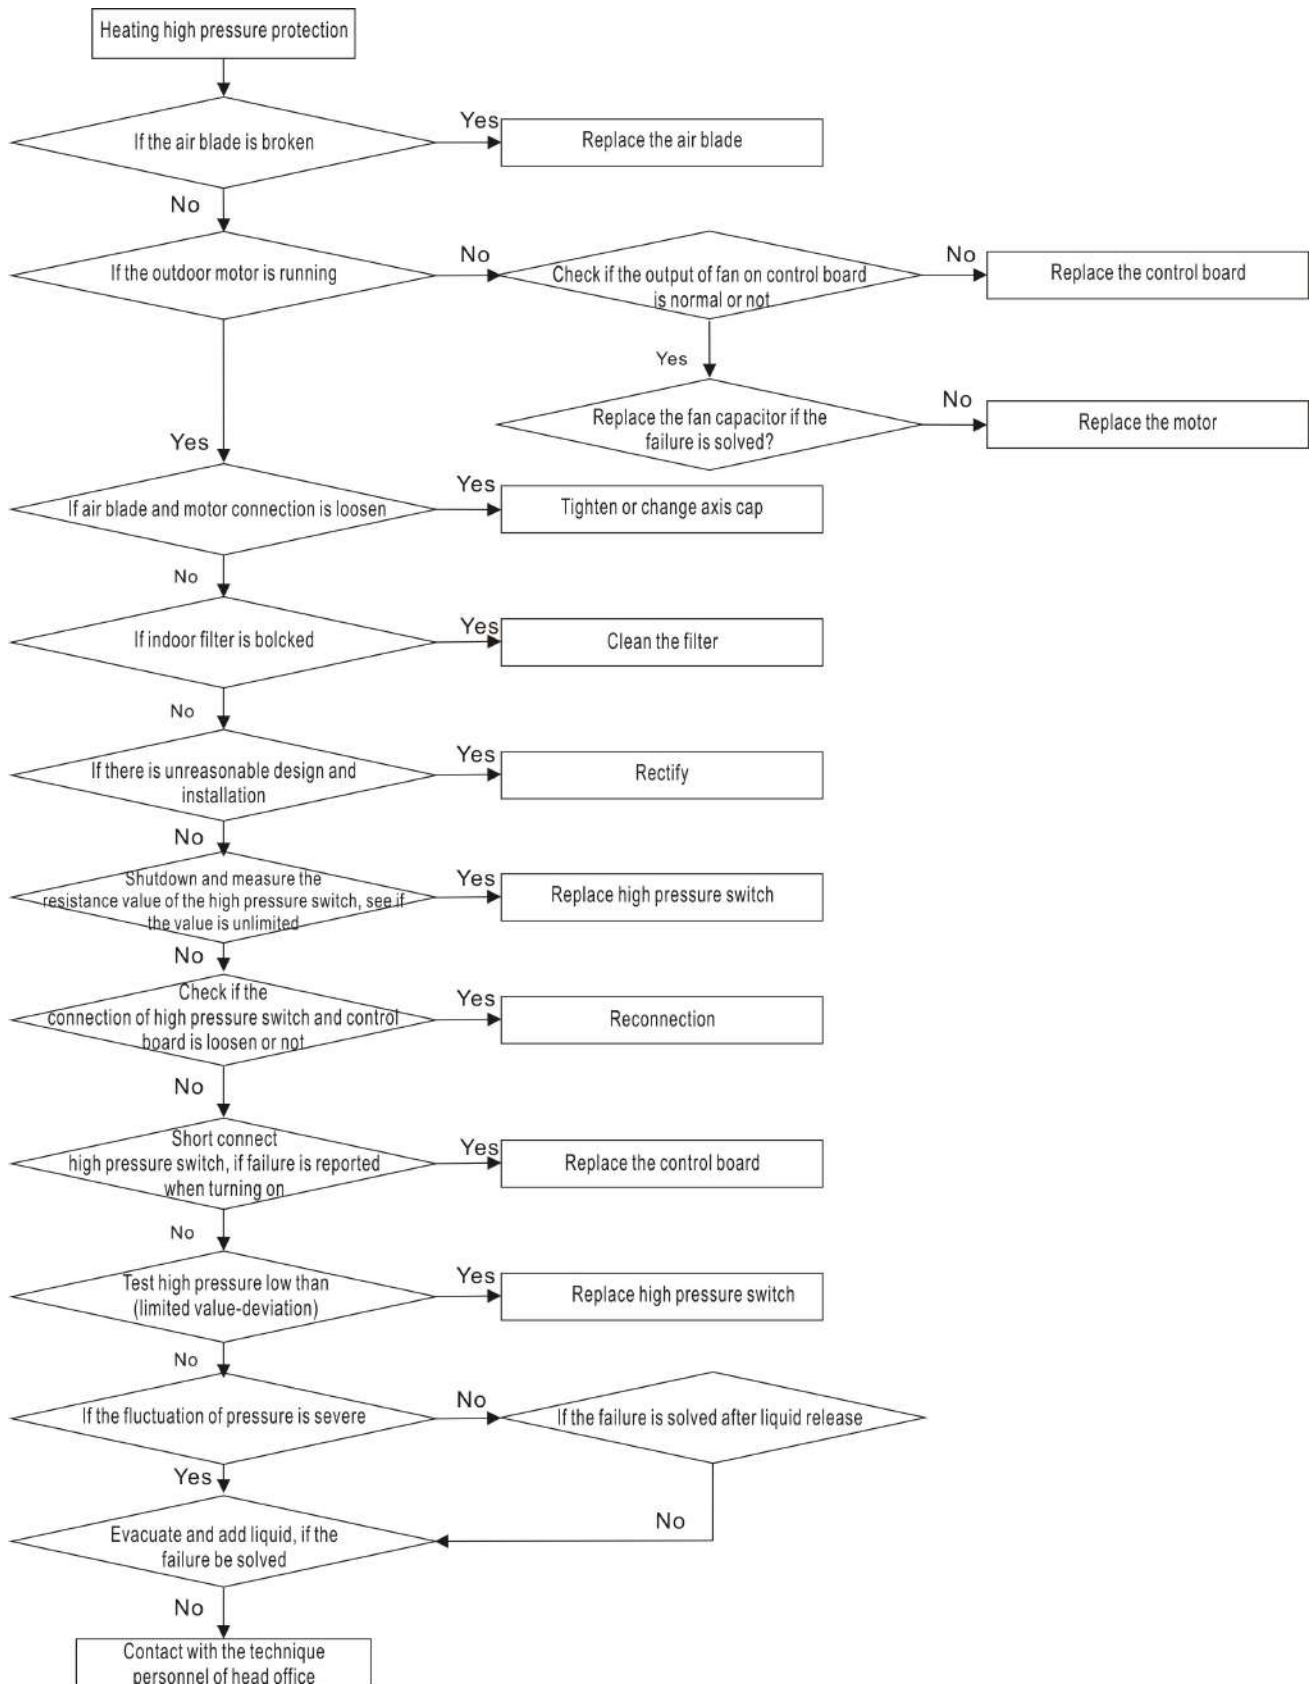 Heating high pressure protection
If the air blade is broken
Yes
Replace the air blade
No
If the outdoor motor is running
No
Check if the output of fan on control board
is normal or not
No
Replace the control board
Yes
Replace the fan capacitor if the
failure is solved?
No
Replace the motor
Yes
If air blade and motor connection is loosen
Yes
Tighten or change axis cap
No
If indoor filter is bolcked
Yes
Clean the filter
No
If there is unreasonable design and
installation
Yes
Rectify
No
Shutdown and measure the
resistance value of the high pressure switch, see if
the value is unlimited
Yes
Replace high pressure switch
No
Check if the
connection of high pressure switch and control
board is loosen or not
Yes
Reconnection
No
Short connect
high pressure switch, if failure is reported
when turning on
Yes
Replace the control board
No
Test high pressure low than
(limited value-deviation)
Yes
Replace high pressure switch
No
If the fluctuation of pressure is severe
No
If the failure is solved after liquid release
Yes
No
Evacuate and add liquid, if the
failure be solved
No
Contact with the technique
personnel of head office